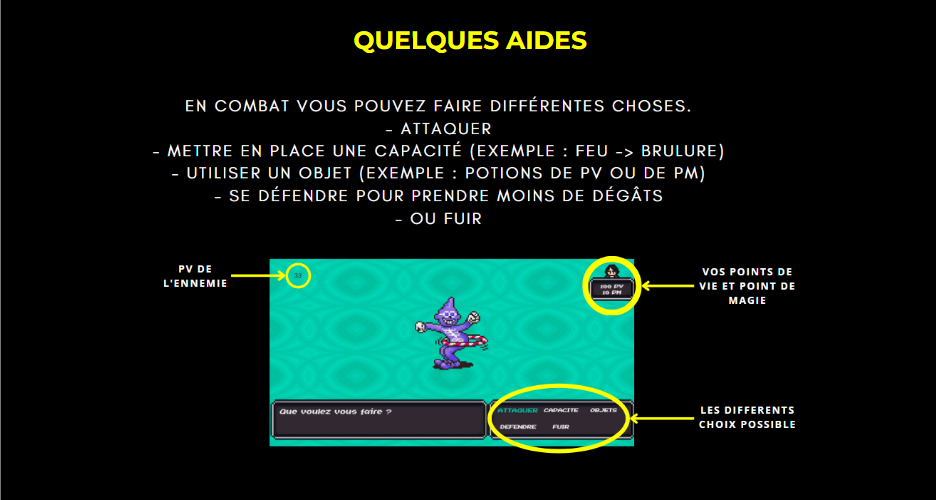 QUELQUES AIDES
EN COMBAT VOUS POUVEZ FAIRE DIFFÉRENTES CHOSES.
- ATTAQUER
- METTRE EN PLACE UNE CAPACITÉ (EXEMPLE : FEU -> BRULURE)
- UTILISER UN OBJET (EXEMPLE : POTIONS DE PV OU DE PM)
- SE DÉFENDRE POUR PRENDRE MOINS DE DÉGÂTS
- OU FUIR
PV DE
L'ENNEMIE
33
100 PV
10 PM
VOS POINTS DE
VIE ET POINT DE
MAGIE
Que voulez vous faire ?
ATTAQUER CAPACITE OBJETS
DEFENDRE FUIR
LES DIFFERENTS
CHOIX POSSIBLE